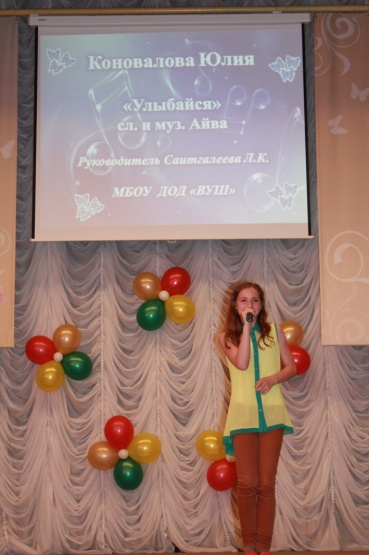 Коновалова Юлия
«Улыбайся»
сл. и муз. Айва
Руководитель Саитгалеева Л.К.
МБОУ ДОД «ВУШ»